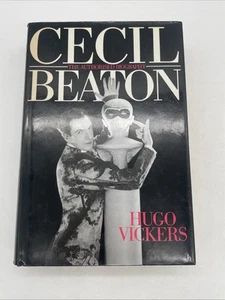 CECIL
THE AUTHORISED BIOGRAPHY
BEATON
HUGO
VICKERS